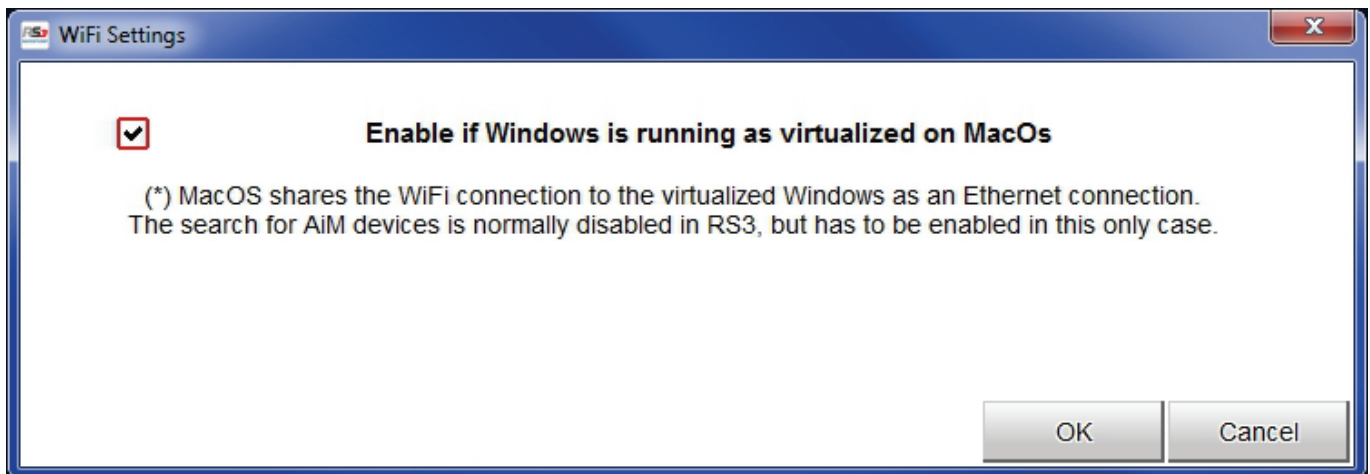 RS3 WiFi Settings
Enable if Windows is running as virtualized on MacOs
(*) MacOS shares the WiFi connection to the virtualized Windows as an Ethernet connection.
The search for AiM devices is normally disabled in RS3, but has to be enabled in this only case.
OK Cancel